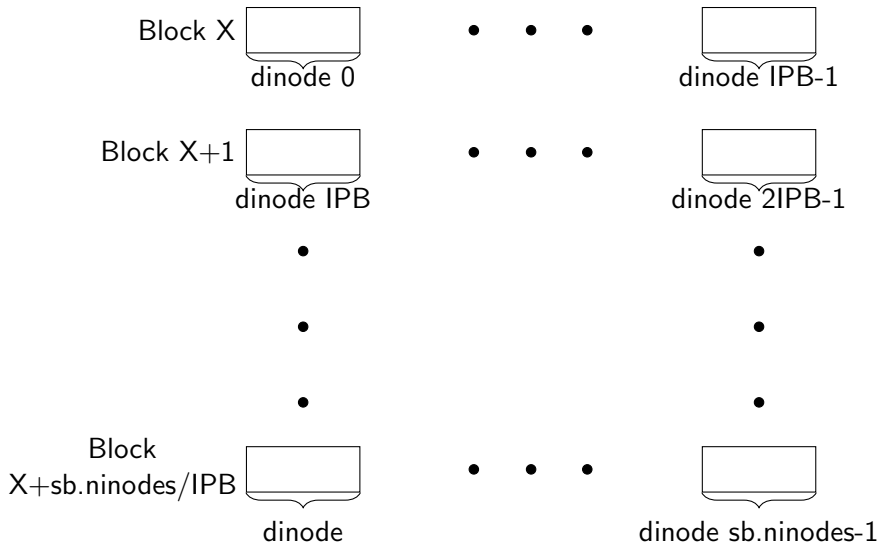 Block X
dinode 0
dinode IPB-1
Block X+1
dinode IPB
dinode 2IPB-1
Block
X+sb.ninodes/IPB
dinode
dinode sb.ninodes-1